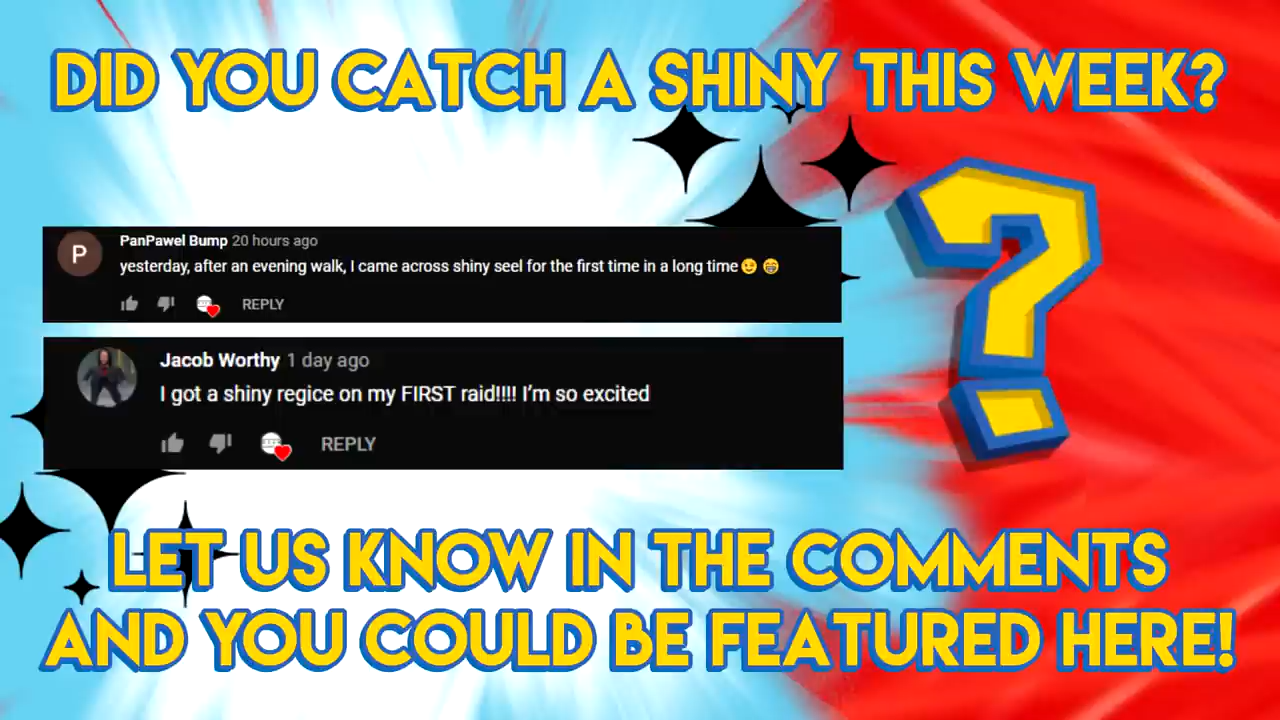 DID YOU CATCH A SHINY THIS WEEK?
P
PanPawel Bump 20 hours ago
yesterday, after an evening walk, I came across shiny seel for the first time in a long time😉 😁
REPLY
Jacob Worthy 1 day ago
I got a shiny regice on my FIRST raid!!!! I'm so excited
REPLY
?
LET US KNOW IN THE COMMENTS
AND YOU COULD BE FEATURED HERE!